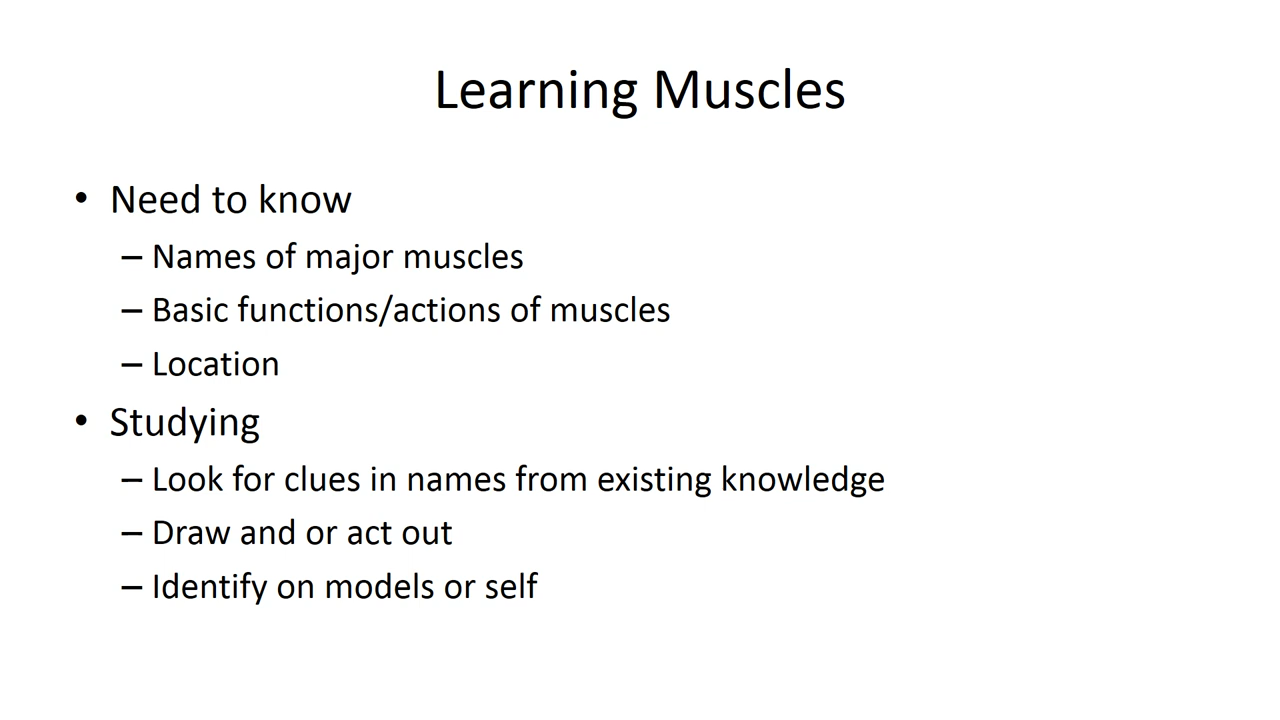 Learning Muscles
• Need to know
– Names of major muscles
– Basic functions/actions of muscles
– Location
• Studying
– Look for clues in names from existing knowledge
– Draw and or act out
– Identify on models or self